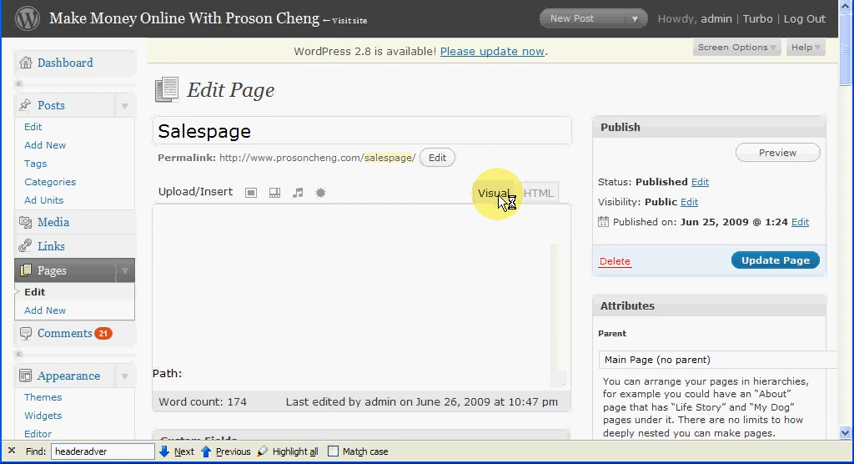 Make Money Online With Proson Cheng ← Visit site
New Post
Howdy, admin | Turbo | Log Out
WordPress 2.8 is available! Please update now.
Screen Options
Help
Dashboard
Posts
Edit
Add New
Tags
Categories
Ad Units
Media
Links
Pages
Edit
Add New
Comments 21
Appearance
Themes
Widgets
Editor
Edit Page
Salespage
Permalink: http://www.prosoncheng.com/salespage/ Edit
Upload/Insert
Visual
HTML
Path:
Word count: 174
Last edited by admin on June 26, 2009 at 10:47 pm
Custom Fields
Publish
Preview
Status: Published Edit
Visibility: Public Edit
Published on: Jun 25, 2009 @ 1:24 Edit
Delete
Update Page
Attributes
Parent
Main Page (no parent)
You can arrange your pages in hierarchies,
for example you could have an “About”
page that has “Life Story” and “My Dog”
pages under it. There are no limits to how
deeply nested you can make pages.
Find: headeradver Next Previous Highlight all Match case